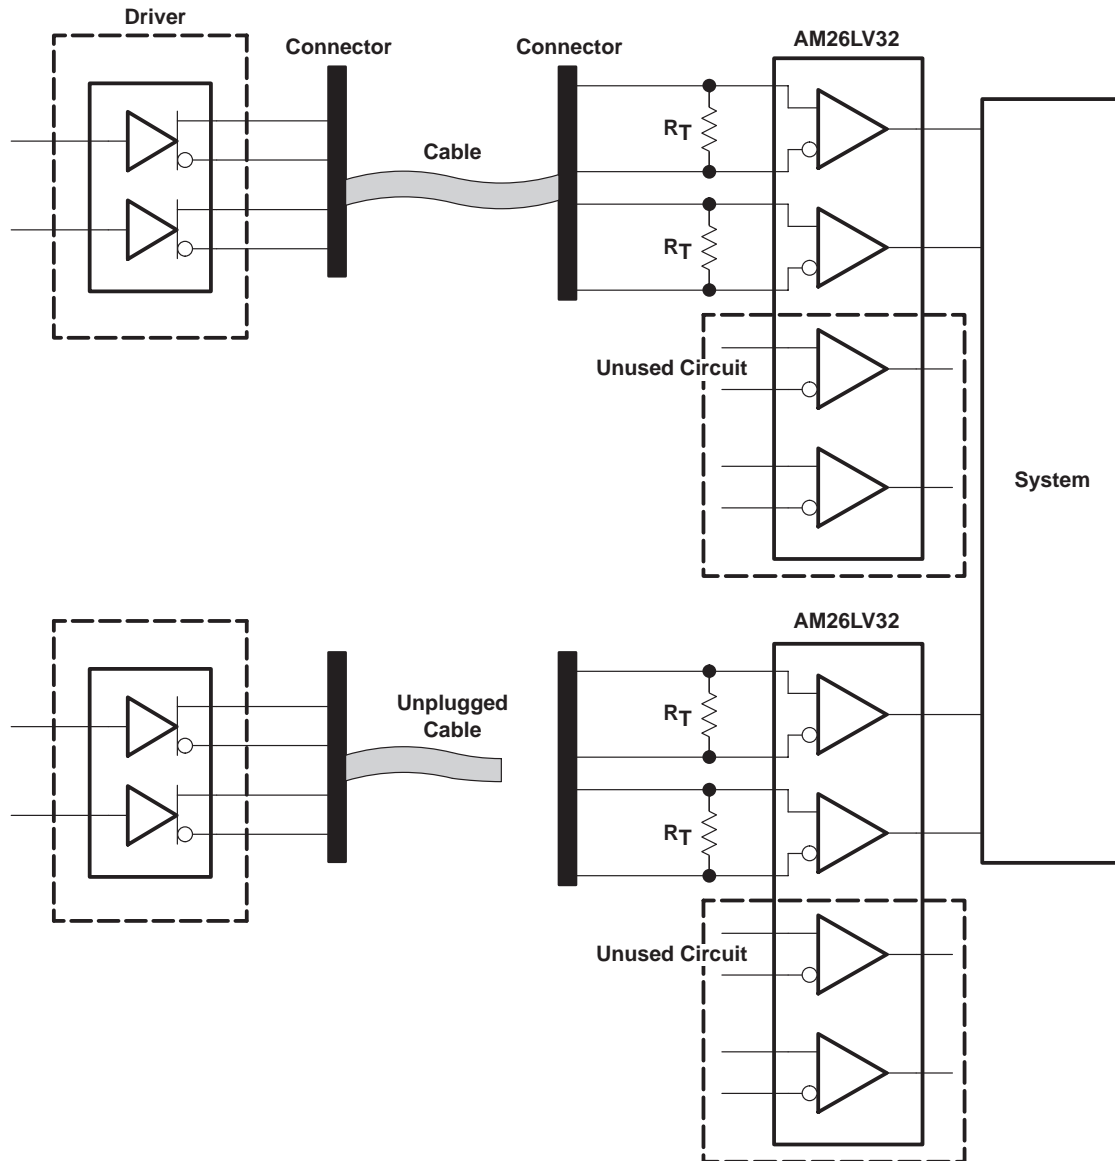 Driver
Connector
Connector
AM26LV32
RT
Cable
RT
Unused Circuit
System
AM26LV32
Unplugged
Cable
RT
RT
Unused Circuit